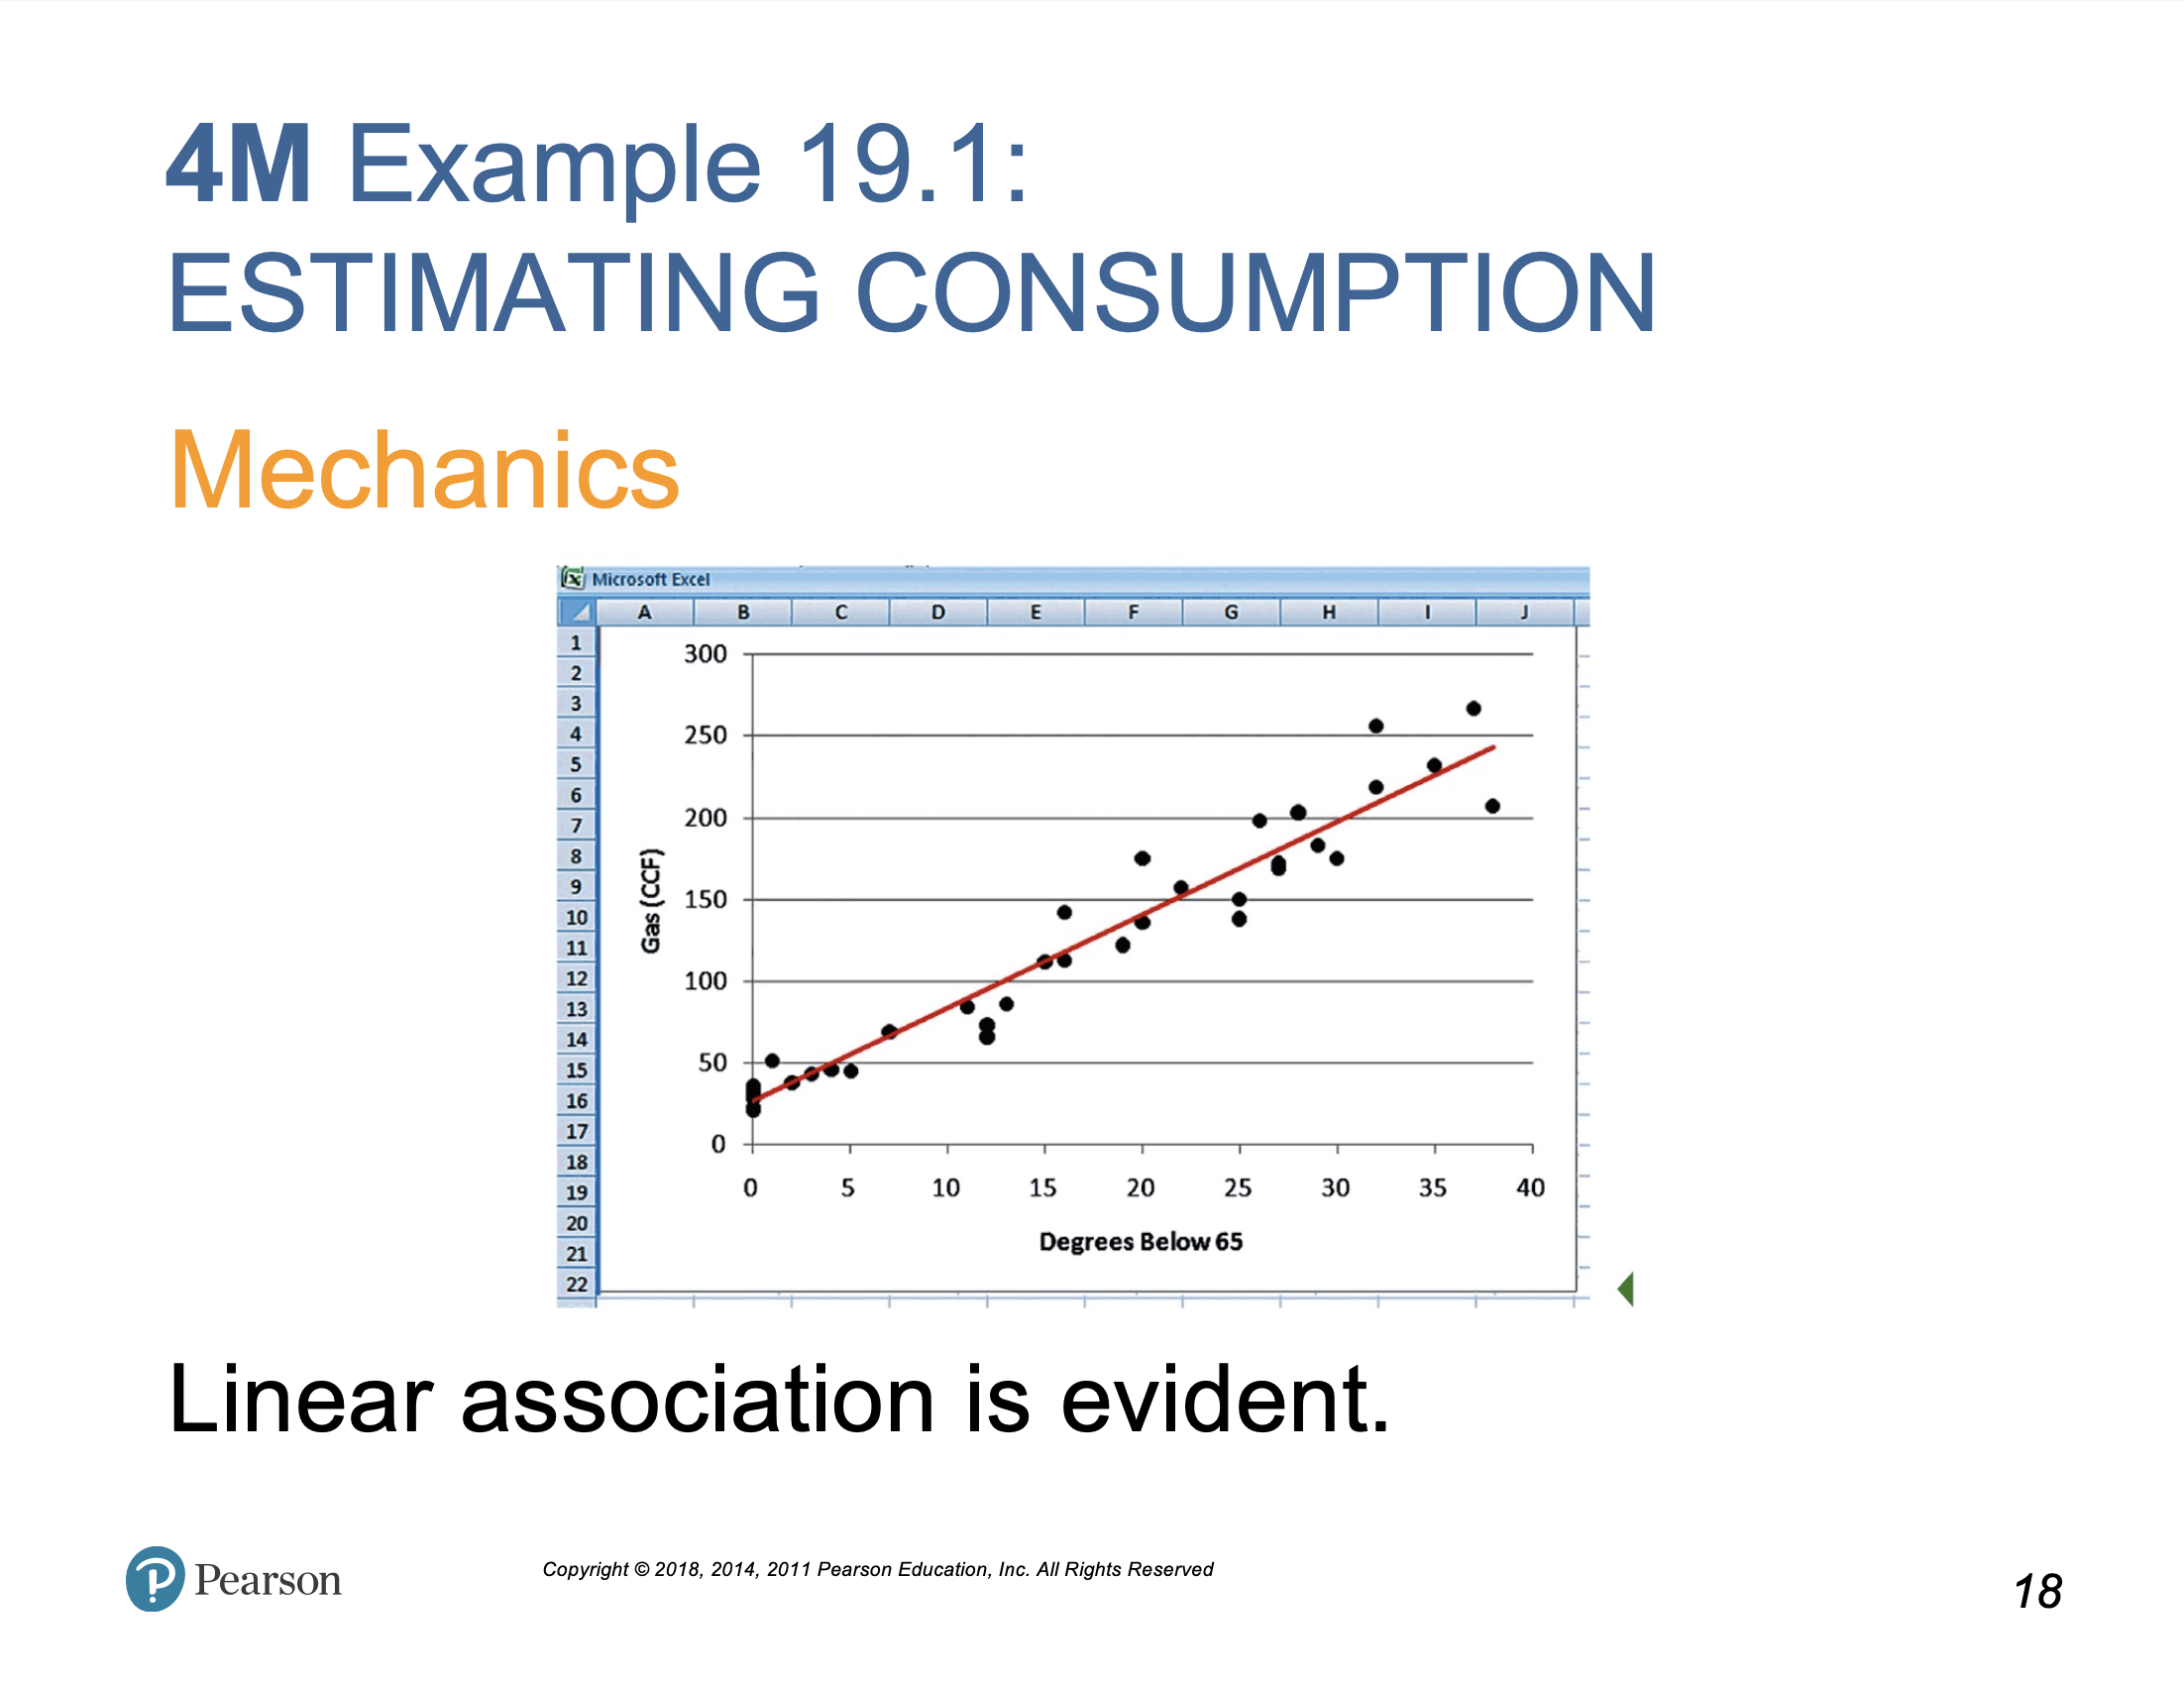 4M Example 19.1:
ESTIMATING CONSUMPTION
Mechanics
Microsoft Excel
A B C D E F G H I J
1
2
3
4
5
6
7
8
9
10
11
12
13
14
15
16
17
18
19
20
21
22
300
250
200
150
100
50
0
Gas (CCF)
0 5 10 15 20 25 30 35 40
Degrees Below 65
Linear association is evident.
Pearson
Copyright © 2018, 2014, 2011 Pearson Education, Inc. All Rights Reserved
18